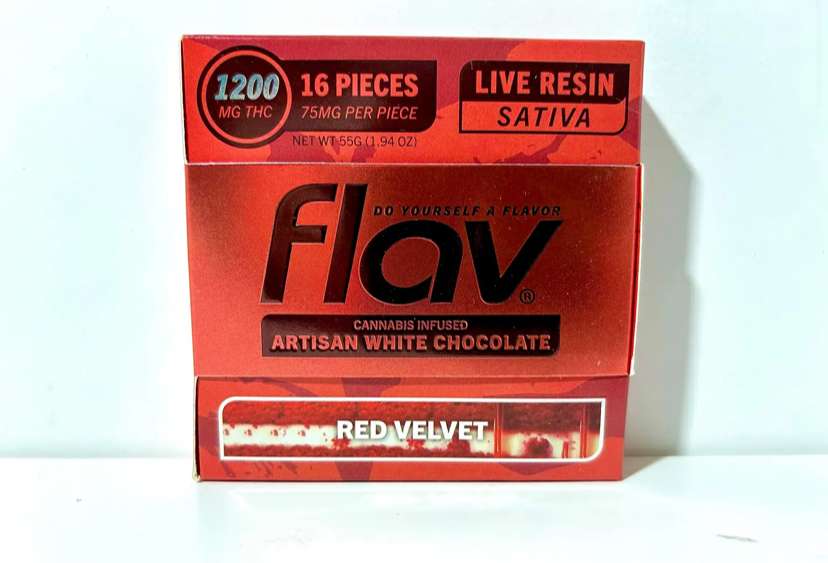 1200
MG THC
16 PIECES
75MG PER PIECE
NET WT 55G (1.94 OZ)
LIVE RESIN
SATIVA
DO YOURSELF A FLAVOR
flav®
CANNABIS INFUSED
ARTISAN WHITE CHOCOLATE
RED VELVET